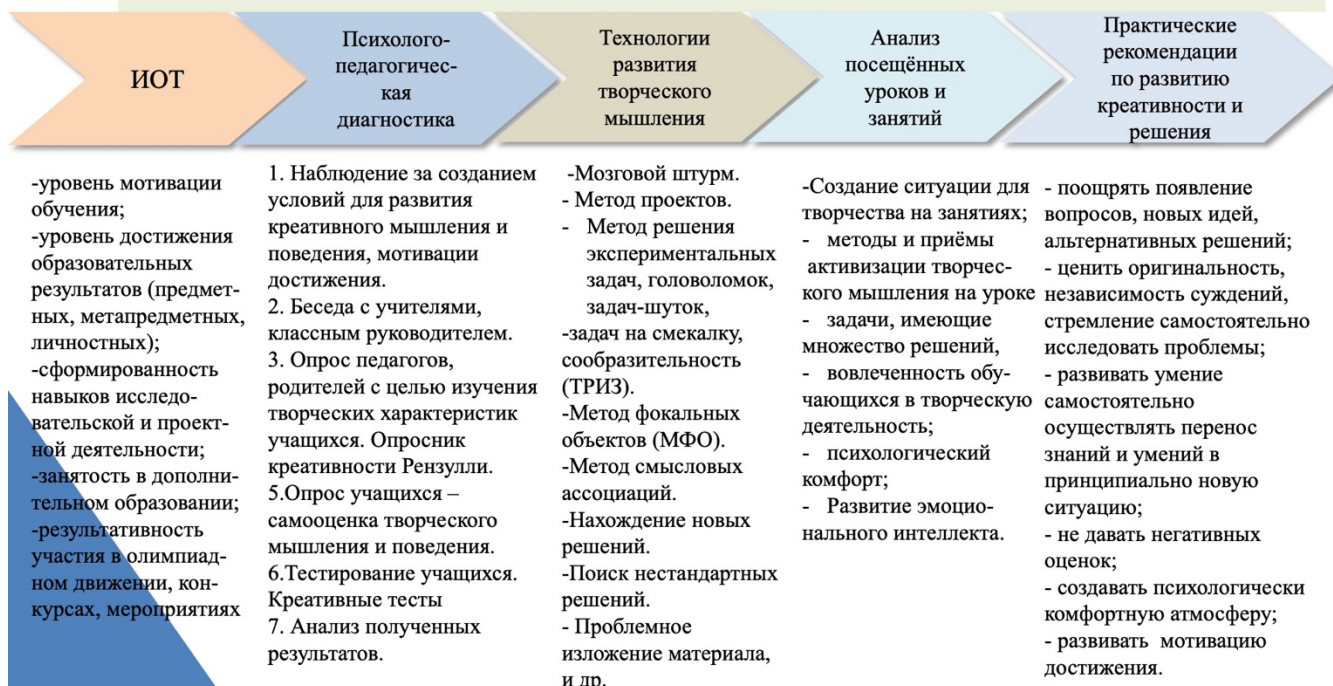 ИОТ
Психолого-
педагогичес-
кая
диагностика
Технологии
развития
творческого
мышления
Анализ
посещённых
уроков и
занятий
Практические
рекомендации
по развитию
креативности и
решения
-уровень мотивации
обучения;
-уровень достижения
образовательных
результатов (предмет-
ных, метапредметных,
личностных);
-сформированность
навыков исследо-
вательской и проект-
ной деятельности;
-занятость в дополни-
тельном образовании;
-результативность
участия в олимпиад-
ном движении, кон-
курсах, мероприятиях
1. Наблюдение за созданием
условий для развития
креативного мышления и
поведения, мотивации
достижения.
2. Беседа с учителями,
классным руководителем.
3. Опрос педагогов,
родителей с целью изучения
творческих характеристик
учащихся. Опросник
креативности Рензулли.
5.Опрос учащихся –
самооценка творческого
мышления и поведения.
6.Тестирование учащихся.
Креативные тесты
7. Анализ полученных
результатов.
-Мозговой штурм.
- Метод проектов.
- Метод решения
экспериментальных
задач, головоломок,
задач-шуток,
-задач на смекалку,
сообразительность
(ТРИЗ).
-Метод фокальных
объектов (МФО).
-Метод смысловых
ассоциаций.
-Нахождение новых
решений.
-Поиск нестандартных
решений.
- Проблемное
изложение материала,
и др.
-Создание ситуации для
творчества на занятиях;
- методы и приёмы
активизации творчес-
кого мышления на уроке
- задачи, имеющие
множество решений,
- вовлеченность обу-
чающихся в творческую
деятельность;
- психологический
комфорт;
- Развитие эмоцио-
нального интеллекта.
- поощрять появление
вопросов, новых идей,
альтернативных решений;
- ценить оригинальность,
независимость суждений,
стремление самостоятельно
исследовать проблемы;
- развивать умение
самостоятельно
осуществлять перенос
знаний и умений в
принципиально новую
ситуацию;
- не давать негативных
оценок;
- создавать психологически
комфортную атмосферу;
- развивать мотивацию
достижения.